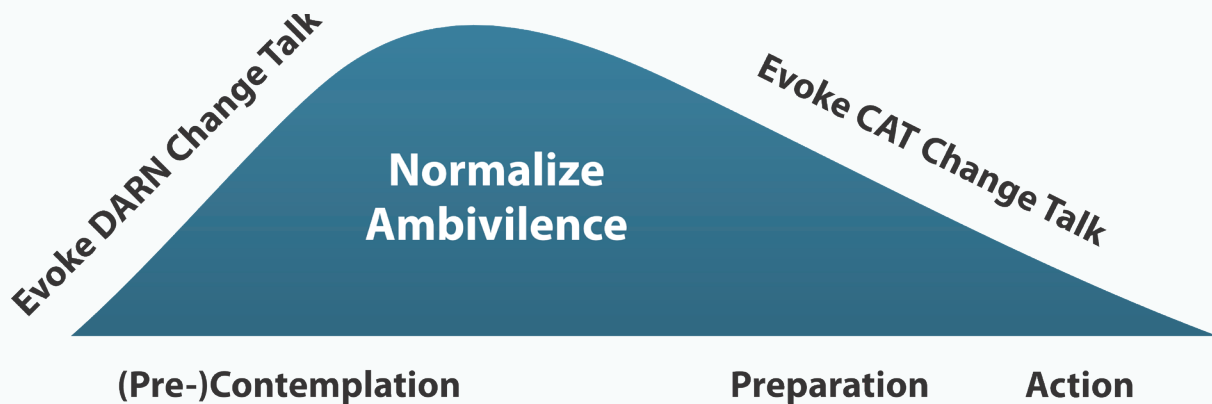 Evoke DARN Change Talk
Evoke CAT Change Talk
Normalize
Ambivilence
(Pre-)Contemplation
Preparation
Action